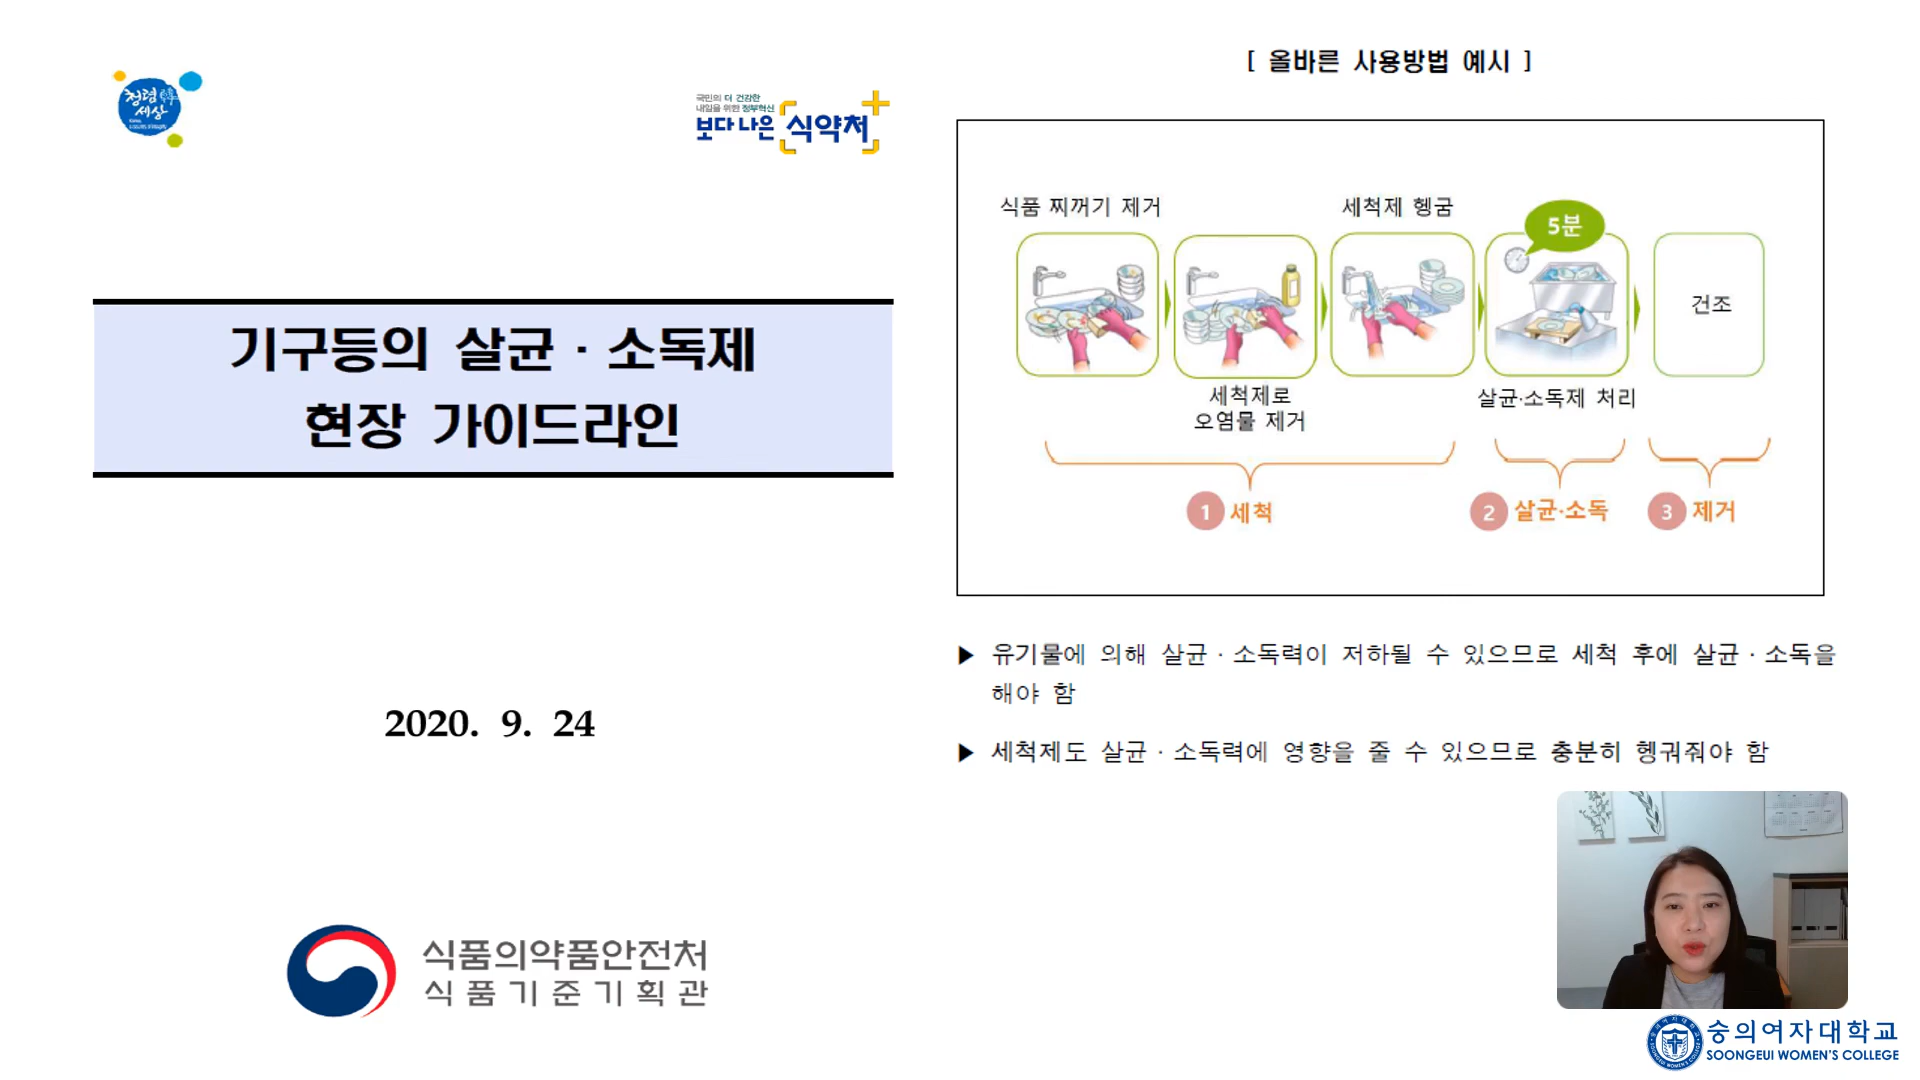 청렴
세상
국민의 더 건강한
내일을 위한 정부혁신
보다 나은 식약처
기구등의 살균 · 소독제
현장 가이드라인
2020. 9. 24
식품의약품안전처
식품기준기획관
[ 올바른 사용방법 예시 ]
식품 찌꺼기 제거
세척제 헹굼
5분
건조
세척제로
오염물 제거
살균·소독제 처리
1 세척
2 살균·소독
3 제거
▶ 유기물에 의해 살균 · 소독력이 저하될 수 있으므로 세척 후에 살균 · 소독을
해야 함
▶ 세척제도 살균 · 소독력에 영향을 줄 수 있으므로 충분히 헹궈줘야 함
숭의여자대학교
SOONGEUI WOMEN'S COLLEGE